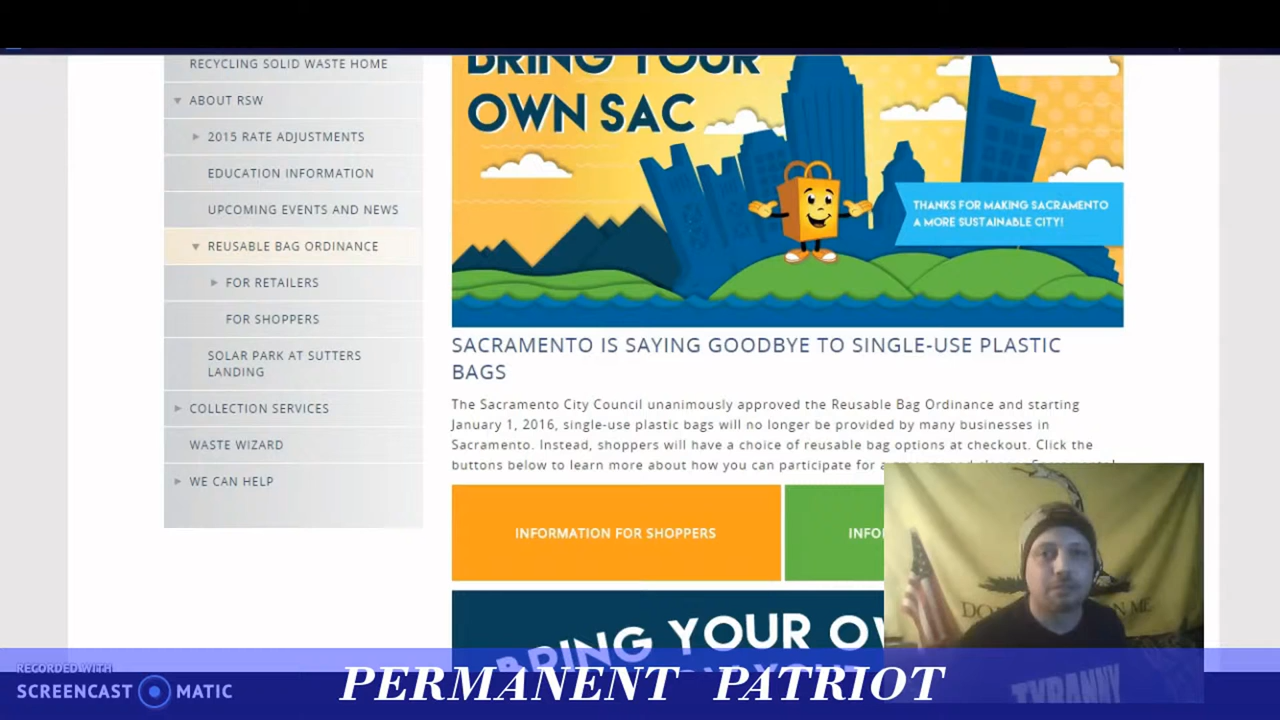 BRING YOUR
OWN SAC
THANKS FOR MAKING SACRAMENTO
A MORE SUSTAINABLE CITY!
RECYCLING SOLID WASTE HOME
ABOUT RSW
2015 RATE ADJUSTMENTS
EDUCATION INFORMATION
UPCOMING EVENTS AND NEWS
REUSABLE BAG ORDINANCE
FOR RETAILERS
FOR SHOPPERS
SOLAR PARK AT SUTTERS
LANDING
COLLECTION SERVICES
WASTE WIZARD
WE CAN HELP
SACRAMENTO IS SAYING GOODBYE TO SINGLE-USE PLASTIC
BAGS
The Sacramento City Council unanimously approved the Reusable Bag Ordinance and starting
January 1, 2016, single-use plastic bags will no longer be provided by many businesses in
Sacramento. Instead, shoppers will have a choice of reusable bag options at checkout. Click the
buttons below to learn more about how you can participate for a
INFORMATION FOR SHOPPERS
BRING YOUR
TYRANNY
RECORDED WITH
SCREENCAST MATIC
PERMANENT PATRIOT